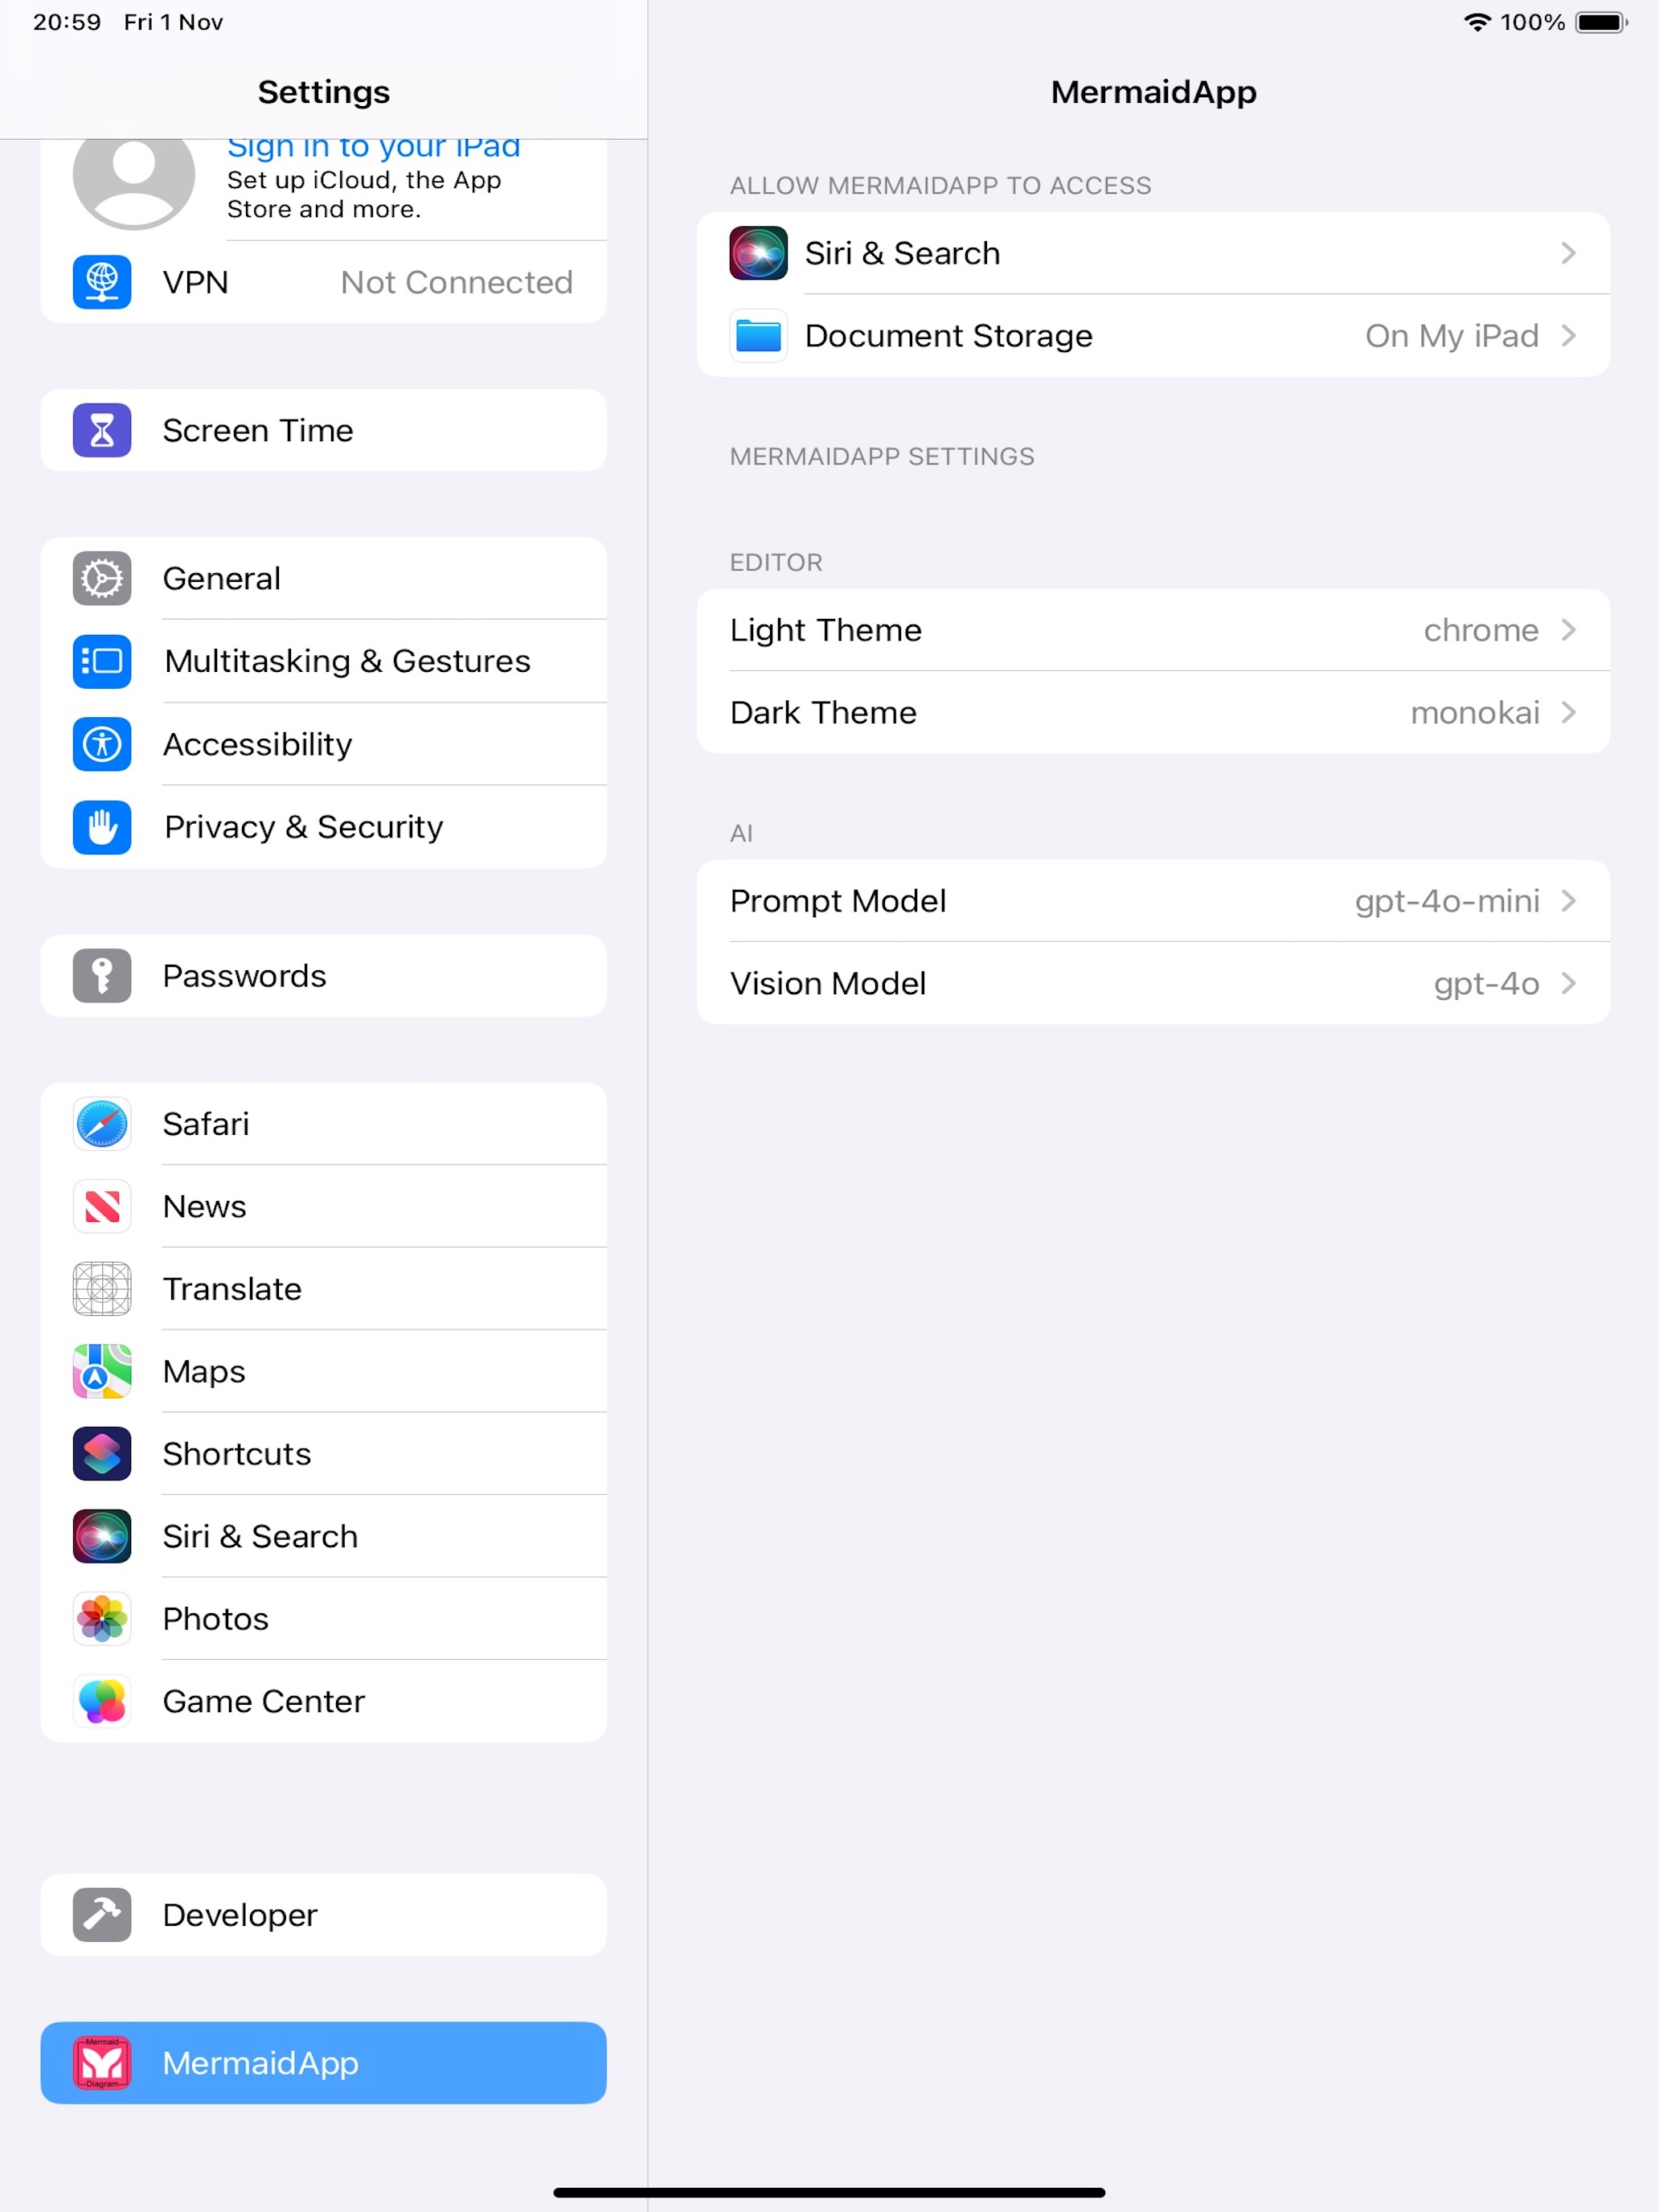 20:59 Fri 1 Nov
100%
Settings
Sign in to your iPad
Set up iCloud, the App
Store and more.
VPN Not Connected
Screen Time
General
Multitasking & Gestures
Accessibility
Privacy & Security
Passwords
Safari
News
Translate
Maps
Shortcuts
Siri & Search
Photos
Game Center
Developer
Mermaid
MermaidApp
Diagram
MermaidApp
ALLOW MERMAIDAPP TO ACCESS
Siri & Search
Document Storage On My iPad
MERMAIDAPP SETTINGS
EDITOR
Light Theme chrome
Dark Theme monokai
AI
Prompt Model gpt-4o-mini
Vision Model gpt-4o